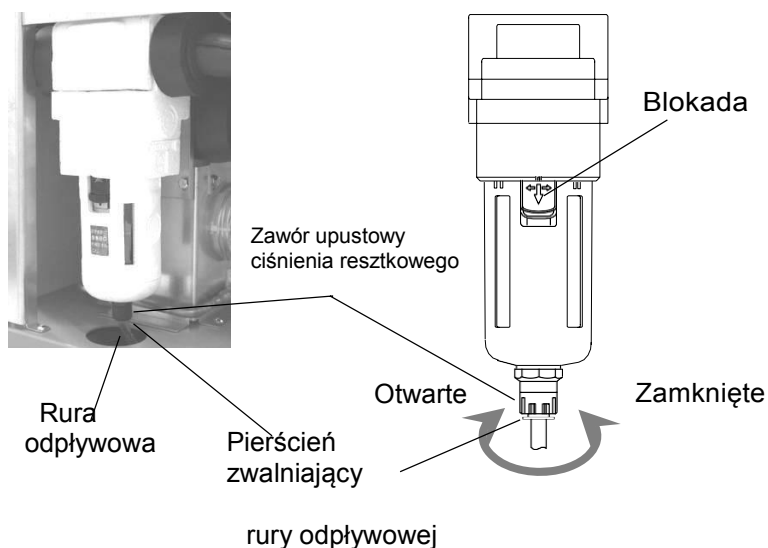 Blokada
Zawór upustowy
ciśnienia resztkowego
Otwarte
Zamknięte
Rura
odpływowa
Pierścień
zwalniający
rury odpływowej